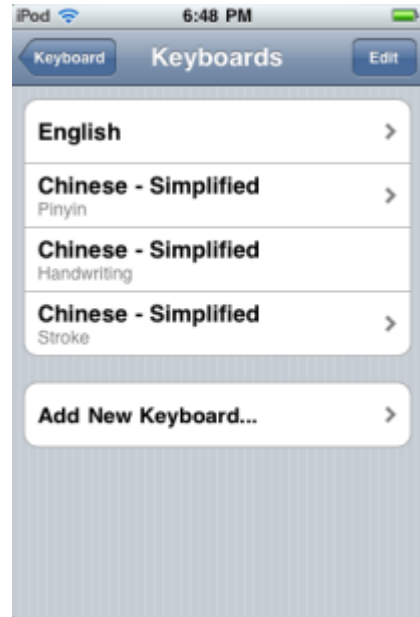 iPod 6:48 PM
Keyboard Keyboards Edit
English
Chinese - Simplified
Pinyin
Chinese - Simplified
Handwriting
Chinese - Simplified
Stroke
Add New Keyboard...